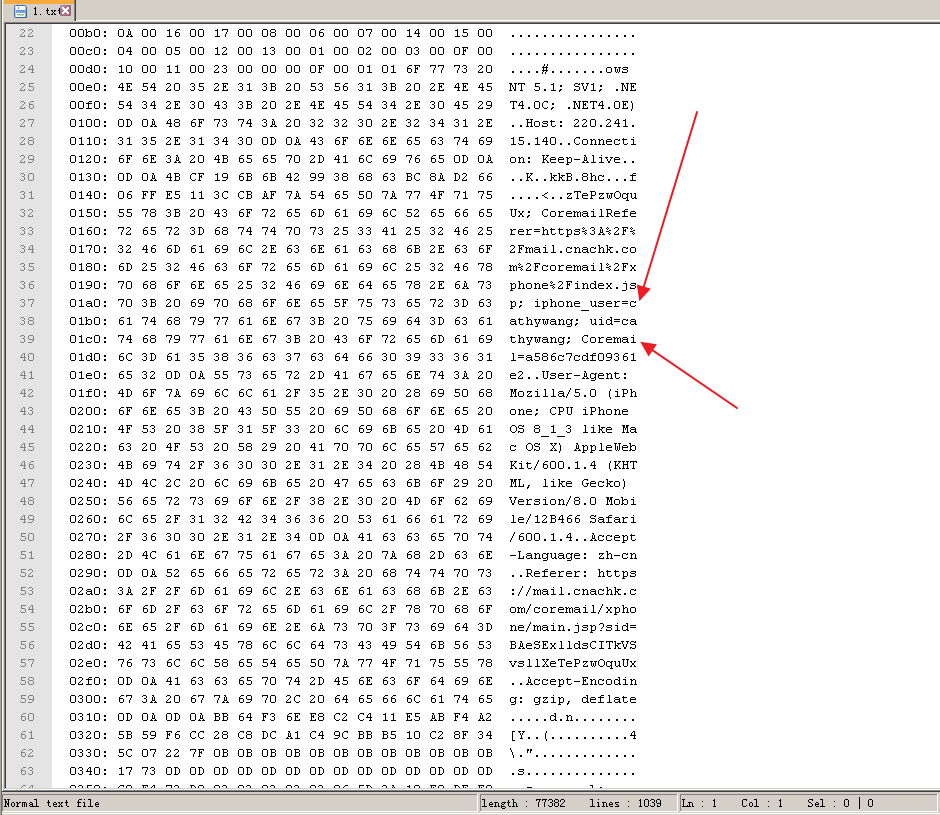 1.txt
22 00b0: 0A 00 16 00 17 00 08 00 06 00 07 00 14 00 15 00 ................
23 00c0: 04 00 05 00 12 00 13 00 01 00 02 00 03 00 0F 00 ................
24 00d0: 10 00 11 00 23 00 00 00 0F 00 01 01 6F 77 73 20 ....#.......ows
25 00e0: 4E 54 20 35 2E 31 3B 20 53 56 31 3B 20 2E 4E 45 NT 5.1; SV1; .NE
26 00f0: 54 34 2E 30 43 3B 20 2E 4E 45 54 34 2E 30 45 29 T4.0C; .NET4.0E)
27 0100: 0D 0A 48 6F 73 74 3A 20 32 32 30 2E 32 34 31 2E ..Host: 220.241.
28 0110: 31 35 2E 31 34 30 0D 0A 43 6F 6E 6E 65 63 74 69 15.140..Connecti
29 0120: 6F 6E 3A 20 4B 65 65 70 2D 41 6C 69 76 65 0D 0A on: Keep-Alive..
30 0130: 0D 0A 4B CF 19 6B 6B 42 99 38 68 63 BC 8A D2 66 ..K..kkB.8hc...f
31 0140: 06 FF E5 11 3C CB AF 7A 54 65 50 7A 77 4F 71 75 ....<..zTePzwOqu
32 0150: 55 78 3B 20 43 6F 72 65 6D 61 69 6C 52 65 66 65 Ux; CoremailRefe
33 0160: 72 65 72 3D 68 74 74 70 73 25 33 41 25 32 46 25 rer=https%3A%2F%
34 0170: 32 46 6D 61 69 6C 2E 63 6E 61 63 68 6B 2E 63 6F 2Fmail.cnachk.co
35 0180: 6D 25 32 46 63 6F 72 65 6D 61 69 6C 25 32 46 78 m%2Fcoremail%2Fx
36 0190: 70 68 6F 6E 65 25 32 46 69 6E 64 65 78 2E 6A 73 phone%2Findex.js
37 01a0: 70 3B 20 69 70 68 6F 6E 65 5F 75 73 65 72 3D 63 p; iphone_user=c
38 01b0: 61 74 68 79 77 61 6E 67 3B 20 75 69 64 3D 63 61 athywang; uid=ca
39 01c0: 74 68 79 77 61 6E 67 3B 20 43 6F 72 65 6D 61 69 thywang; Coremai
40 01d0: 6C 3D 61 35 38 36 63 37 63 64 66 30 39 33 36 31 l=a586c7cdf09361
41 01e0: 65 32 0D 0A 55 73 65 72 2D 41 67 65 6E 74 3A 20 e2..User-Agent:
42 01f0: 4D 6F 7A 69 6C 6C 61 2F 35 2E 30 20 28 69 50 68 Mozilla/5.0 (iPh
43 0200: 6F 6E 65 3B 20 43 50 55 20 69 50 68 6F 6E 65 20 one; CPU iPhone
44 0210: 4F 53 20 38 5F 31 5F 33 20 6C 69 6B 65 20 4D 61 OS 8_1_3 like Ma
45 0220: 63 20 4F 53 20 58 29 20 41 70 70 6C 65 57 65 62 c OS X) AppleWeb
46 0230: 4B 69 74 2F 36 30 30 2E 31 2E 34 20 28 4B 48 54 Kit/600.1.4 (KHT
47 0240: 4D 4C 2C 20 6C 69 6B 65 20 47 65 63 6B 6F 29 20 ML, like Gecko)
48 0250: 56 65 72 73 69 6F 6E 2F 38 2E 30 20 4D 6F 62 69 Version/8.0 Mobi
49 0260: 6C 65 2F 31 32 42 34 36 36 20 53 61 66 61 72 69 le/12B466 Safari
50 0270: 2F 36 30 30 2E 31 2E 34 0D 0A 41 63 63 65 70 74 /600.1.4..Accept
51 0280: 2D 4C 61 6E 67 75 61 67 65 3A 20 7A 68 2D 63 6E -Language: zh-cn
52 0290: 0D 0A 52 65 66 65 72 65 72 3A 20 68 74 74 70 73 ..Referer: https
53 02a0: 3A 2F 2F 6D 61 69 6C 2E 63 6E 61 63 68 6B 2E 63 ://mail.cnachk.c
54 02b0: 6F 6D 2F 63 6F 72 65 6D 61 69 6C 2F 78 70 68 6F om/coremail/xpho
55 02c0: 6E 65 2F 6D 61 69 6E 2E 6A 73 70 3F 73 69 64 3D ne/main.jsp?sid=
56 02d0: 42 41 65 53 45 78 6C 6C 64 73 43 49 54 6B 56 53 BAeSExlldsCITkVS
57 02e0: 76 73 6C 6C 58 65 54 65 50 7A 77 4F 71 75 55 78 vsllXeTePzwOquUx
58 02f0: 0D 0A 41 63 63 65 70 74 2D 45 6E 63 6F 64 69 6E ..Accept-Encodin
59 0300: 67 3A 20 67 7A 69 70 2C 20 64 65 66 6C 61 74 65 g: gzip, deflate
60 0310: 0D 0A 0D 0A BB 64 F3 6E E8 C2 C4 11 E5 AB F4 A2 .....d.n........
61 0320: 5B 59 F6 CC 28 C8 DC A1 C4 9C BB B5 10 C2 8F 34 [Y..(..........4
62 0330: 5C 07 22 7F 0B 0B 0B 0B 0B 0B 0B 0B 0B 0B 0B 0B \.".............
63 0340: 17 73 0D 0D 0D 0D 0D 0D 0D 0D 0D 0D 0D 0D 0D 0D .s..............
Normal text file length : 77382 lines : 1039 Ln : 1 Col : 1 Sel : 0 | 0